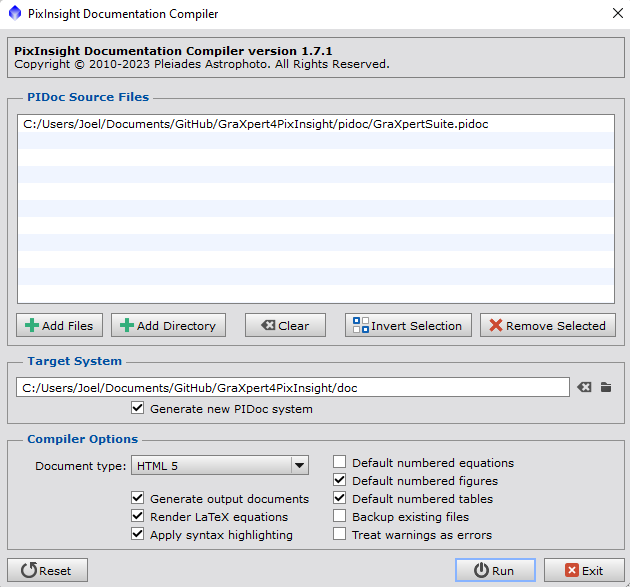 PixInsight Documentation Compiler
PixInsight Documentation Compiler version 1.7.1
Copyright © 2010-2023 Pleiades Astrophoto. All Rights Reserved.
PIDoc Source Files
C:/Users/Joel/Documents/GitHub/GraXpert4PixInsight/pidoc/GraXpertSuite.pidoc
Add Files
Add Directory
Clear
Invert Selection
Remove Selected
Target System
C:/Users/Joel/Documents/GitHub/GraXpert4PixInsight/doc
Generate new PIDoc system
Compiler Options
Document type: HTML 5
Generate output documents
Render LaTeX equations
Apply syntax highlighting
Default numbered equations
Default numbered figures
Default numbered tables
Backup existing files
Treat warnings as errors
Reset
Run
Exit